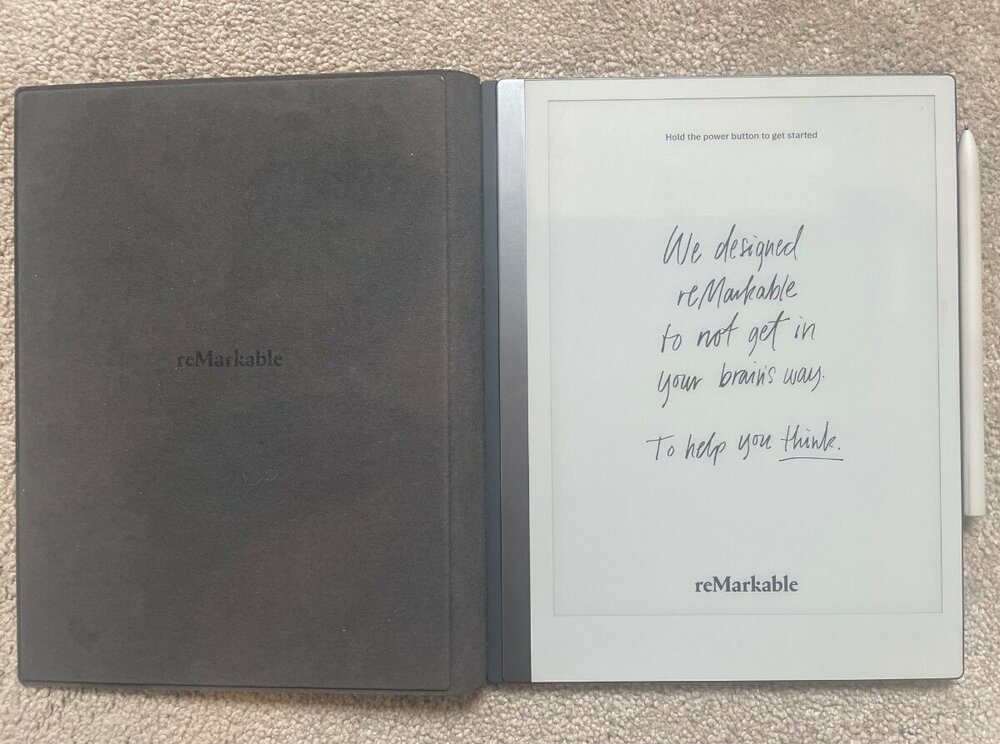 reMarkable
Hold the power button to get started
We designed
reMarkable
to not get in
your brain's way.
To help you think.
reMarkable